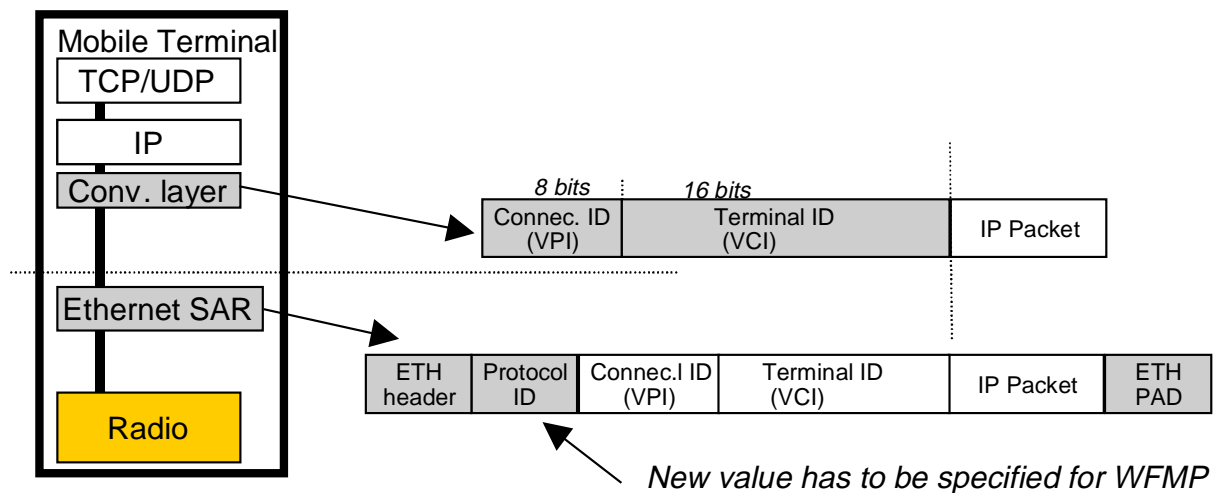 Mobile Terminal
TCP/UDP
IP
Conv. layer
8 bits
16 bits
Connec. ID
(VPI)
Terminal ID
(VCI)
IP Packet
Ethernet SAR
ETH
header
Protocol
ID
Connec.l ID
(VPI)
Terminal ID
(VCI)
IP Packet
ETH
PAD
Radio
New value has to be specified for WFMP